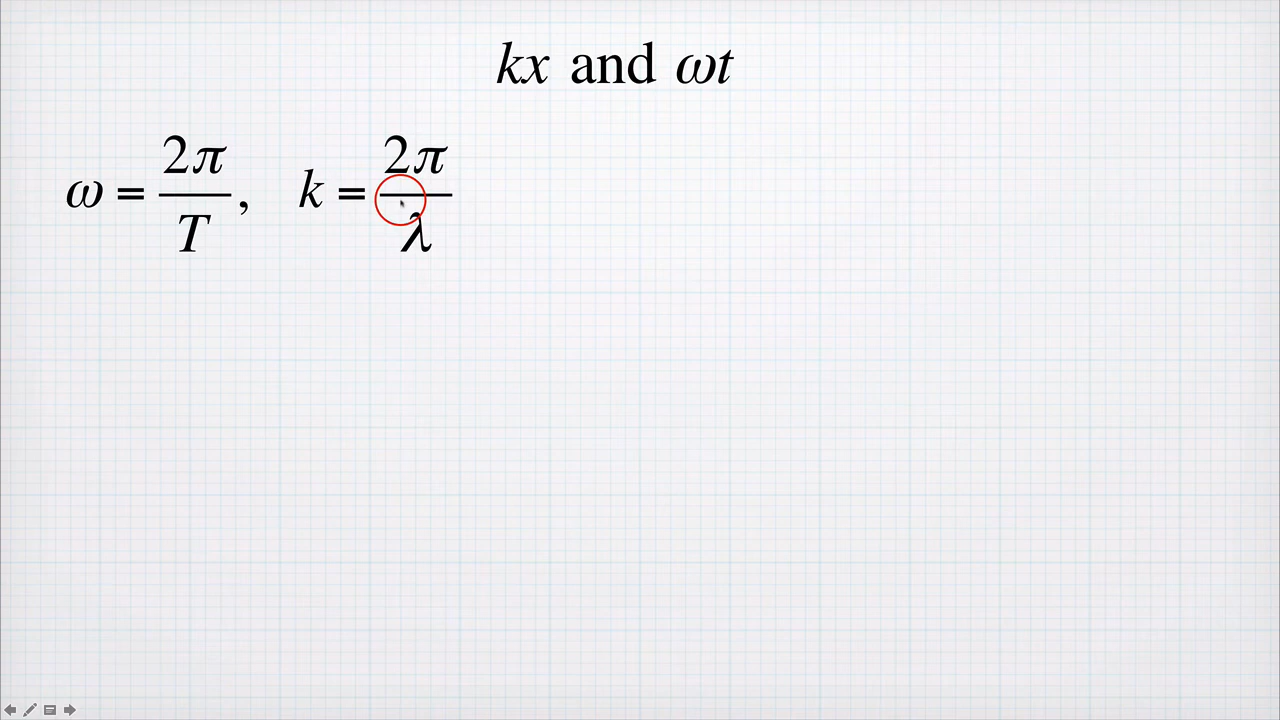 kx and ωt
ω = 2π/T, k = 2π/λ